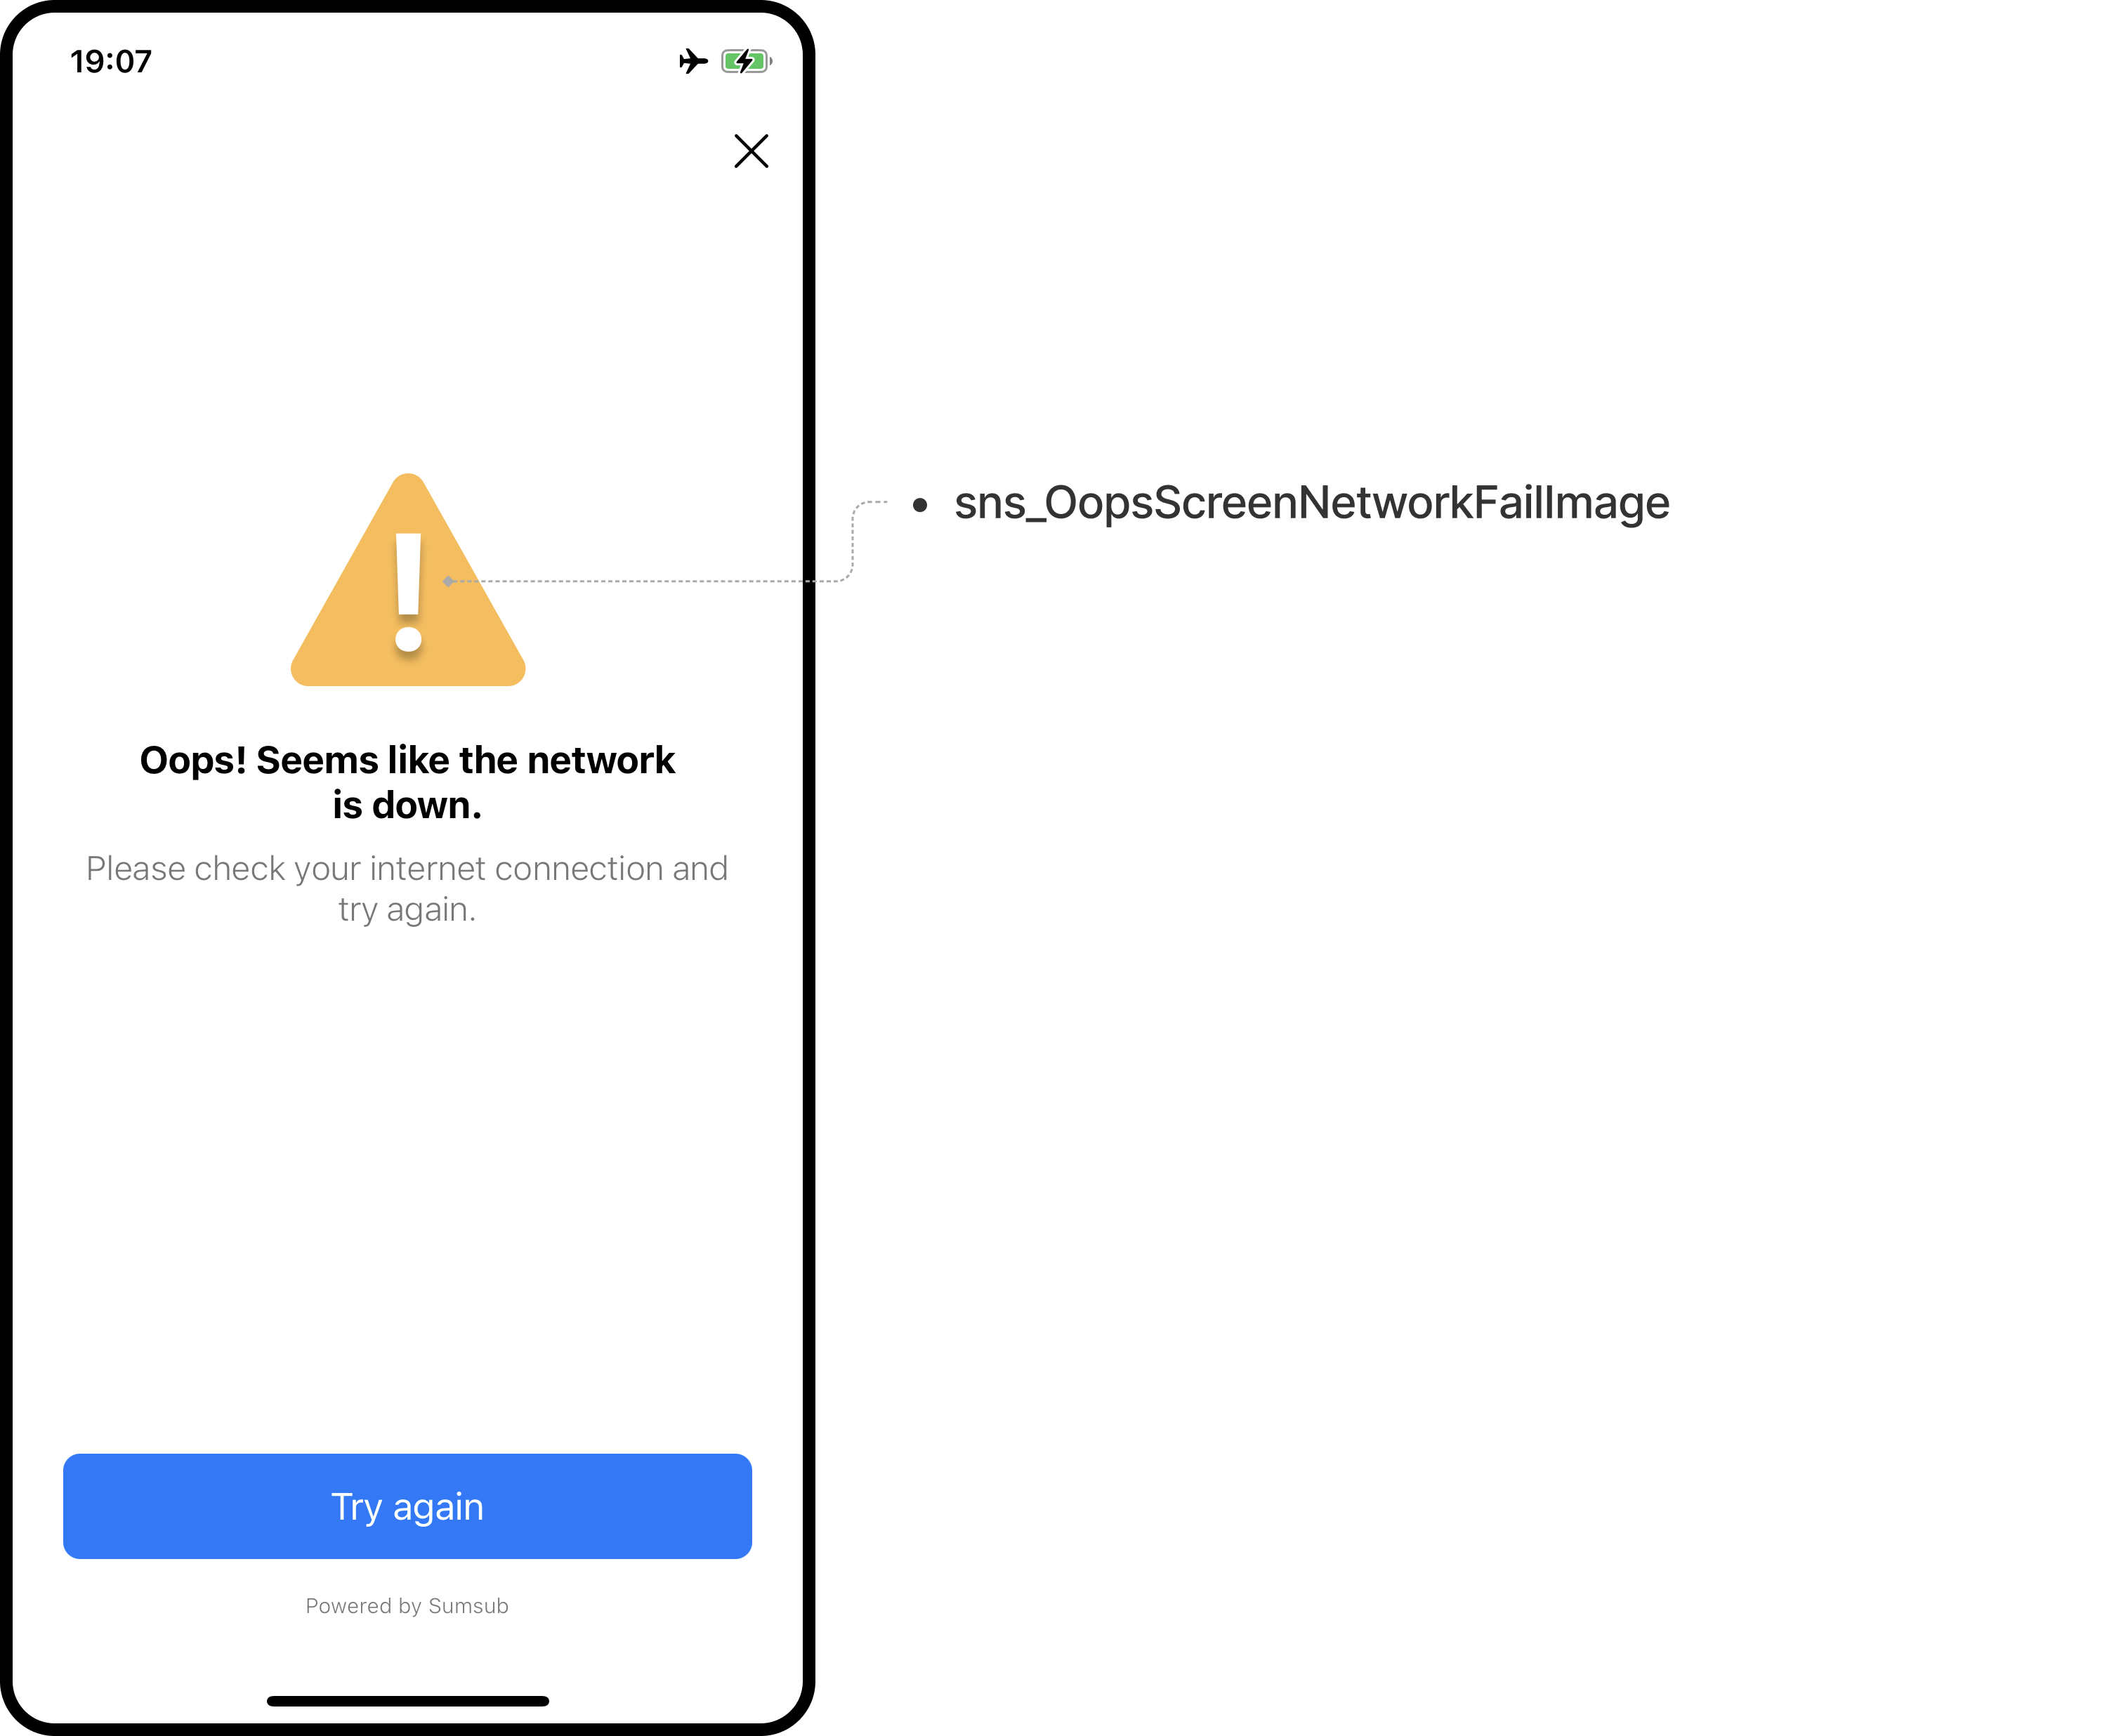 19:07
sns_OopsScreenNetworkFailImage
Oops! Seems like the network
is down.
Please check your internet connection and
try again.
Try again
Powered by Sumsub